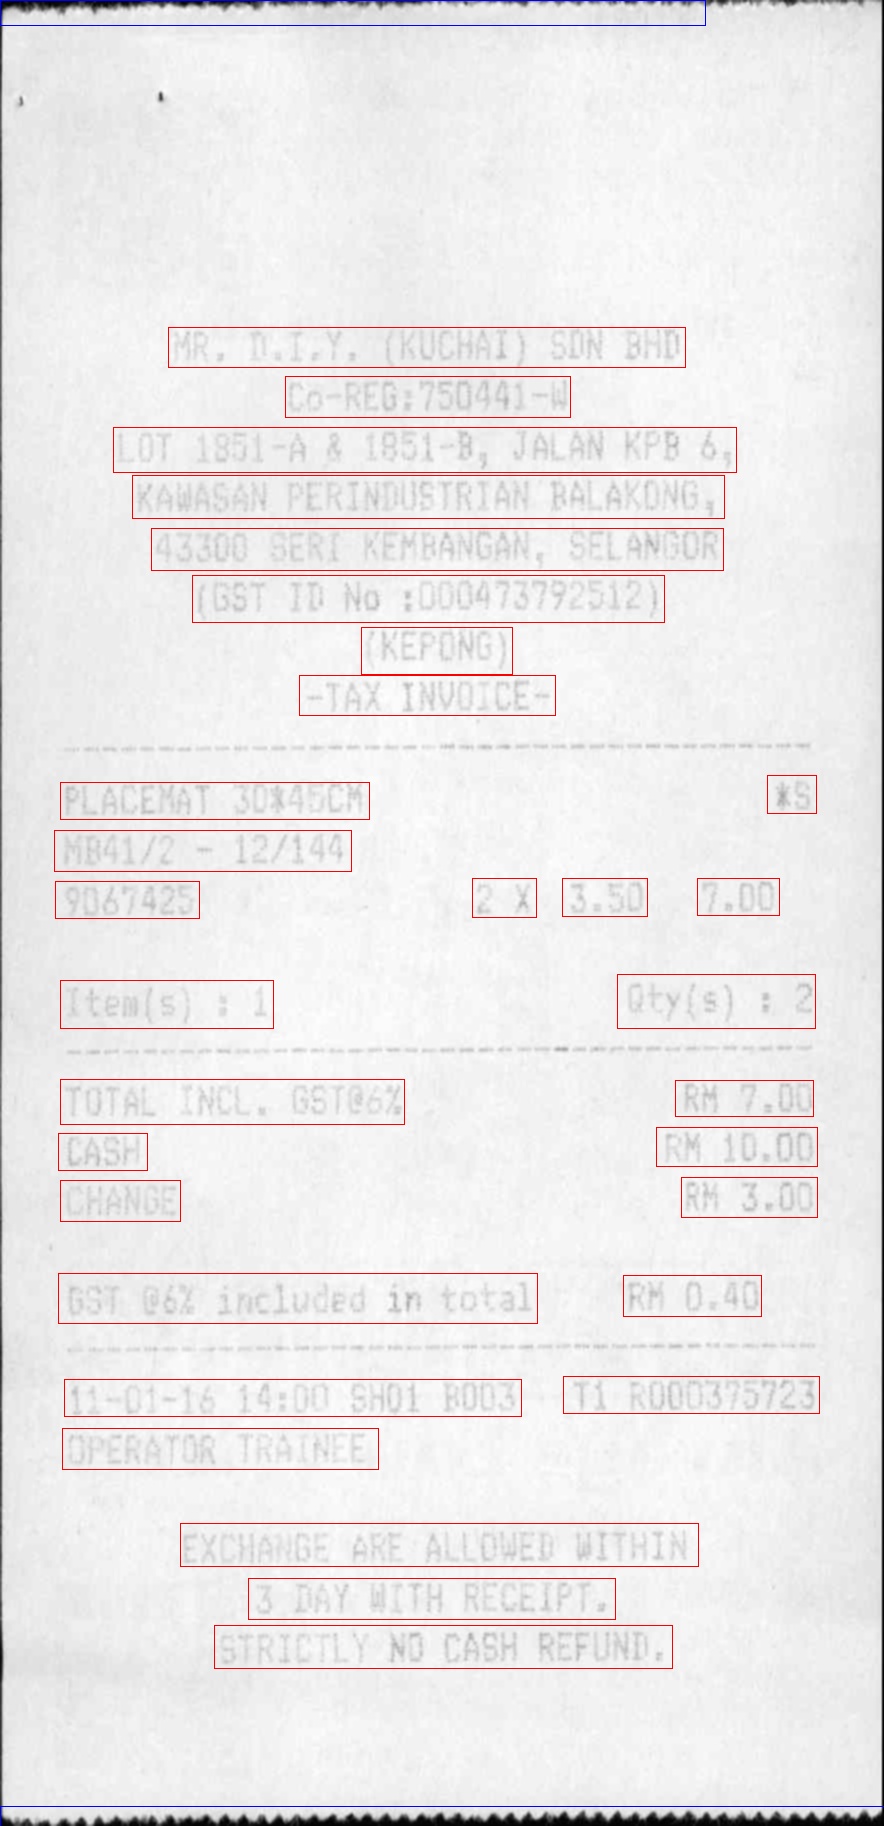 MR. D.I.Y. (KUCHAI) SDN BHD
Co-REG:750441-W
LOT 1851-A & 1851-B, JALAN KPB 6,
KAWASAN PERINDUSTRIAN BALAKONG,
43300 SERI KEMBANGAN, SELANGOR
(GST ID No :000473792512)
(KEPONG)
-TAX INVOICE-
PLACEMAT 30*45CM *S
MB41/2 - 12/144
9067425 2 X 3.50 7.00
Item(s) : 1 Qty(s) : 2
TOTAL INCL. GST@6% RM 7.00
CASH RM 10.00
CHANGE RM 3.00
GST @6% included in total RM 0.40
11-01-16 14:00 SH01 B003 T1 R000375723
OPERATOR TRAINEE
EXCHANGE ARE ALLOWED WITHIN
3 DAY WITH RECEIPT.
STRICTLY NO CASH REFUND.